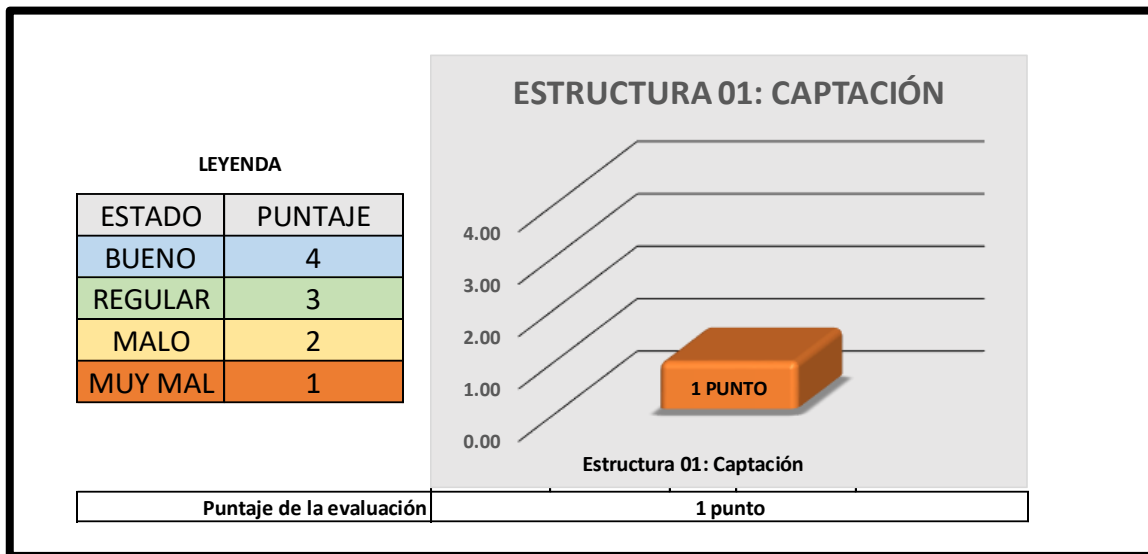 ESTRUCTURA 01: CAPTACIÓN
LEYENDA
ESTADO PUNTAJE
BUENO 4
REGULAR 3
MALO 2
MUY MAL 1
4.00
3.00
2.00
1.00
0.00
1 PUNTO
Estructura 01: Captación
Puntaje de la evaluación 1 punto